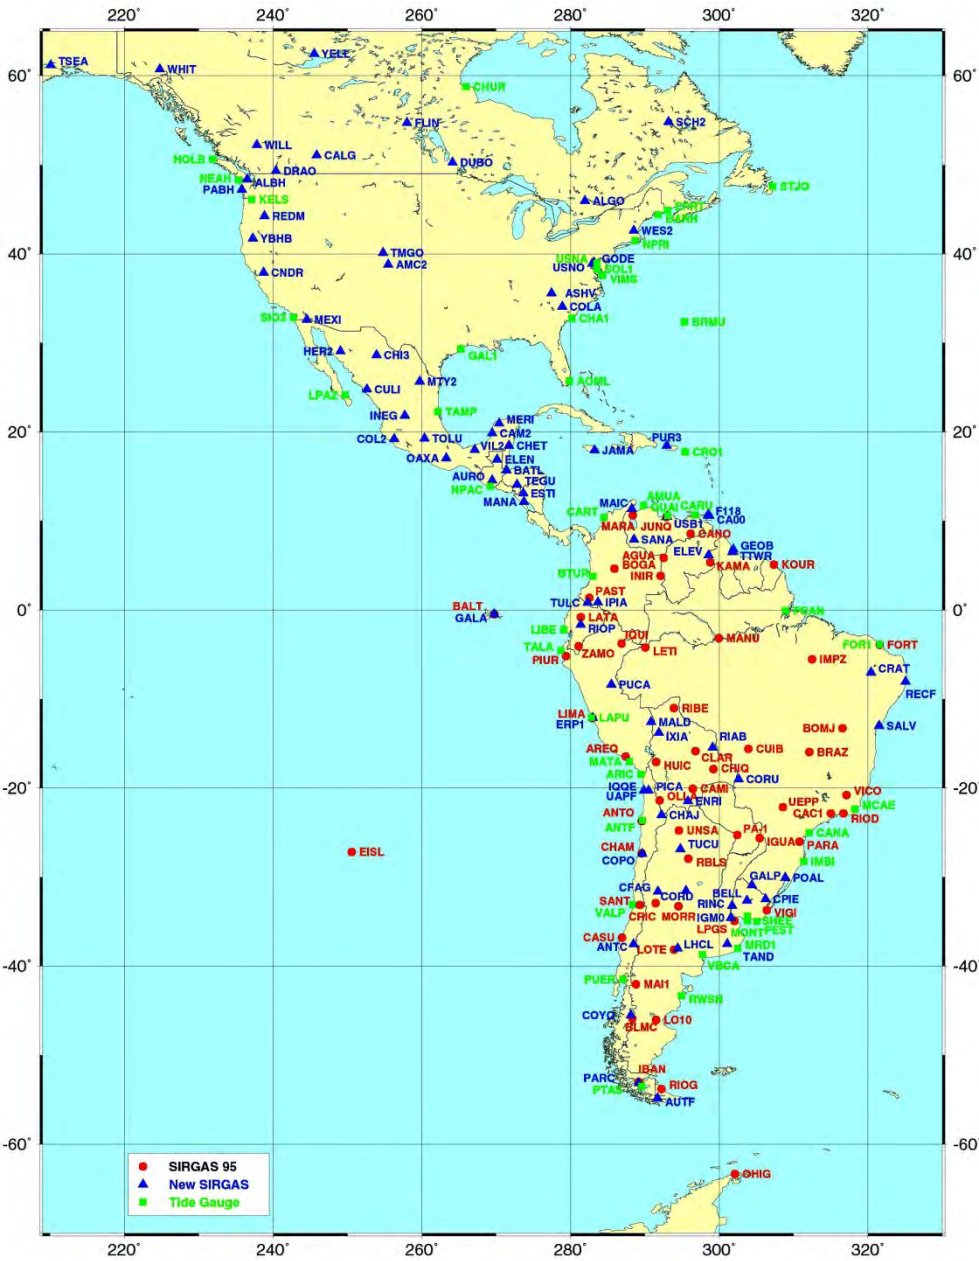 220° 240° 260° 280° 300° 320°
TSEA
YELL
WHIT
60° 60°
CHUR
FLIN
SCH2
WILL
CALG
HOLB
DUBO
DRAO
NEAH
ALBH
PABH
STJO
KELS
ALGO
EPRT
BARH
REDM
WES2
YBHB
NPRI
TMGO
40° 40°
USNA GODE
AMC2
USNO SOL1
CNDR
VIMS
ASHV
COLA
SIO3 MEXI
CHA1
BRMU
HER2 CHI3
GAL1
CULI
MTY2
AOML
LPAZ
INEG
TAMP
MERI
20° 20°
COL2 TOLU
CAM2
VIL2 CHET
PUR3
JAMA
CRO1
OAXA
ELEN
BATL
AURO
TEGU
NPAC
ESTI
MANA
AMUA
MAIC
GUAI
CARU
CART
F118
CA00
MARA JUNQ
USB1
CANO
SANA
GEOB
TTWR
AGUA
ELEV
BOGA
KAMA
KOUR
BTUR
INIR
PAST
TULC IPIA
BALT
GALA
0° 0°
BRAN
LATA
LIBE
RIOP
IQUI
MANU
FOR1 FORT
TALA
PIUR
ZAMO
LETI
IMPZ
CRAT
RECF
PUCA
LIMA
ERP1
LAPU
RIBE
MALD
IXIA
BOMJ
SALV
RIAB
CUIB
AREQ
CLAR
BRAZ
MATA
HUIC
CHIQ
ARIC
CORU
IQQE PICA
UAPF
CAMI
-20° -20°
OLLA
ENRI
VICO
UEPP
MCAE
ANTO
ANTF
CHAJ
CAC1
RIOD
UNSA
PA-1
CANA
IGUA
PARA
CHAM
TUCU
COPO
RBLS
IMBI
GALP
POAL
CFAG
CORD
BELL
CPIE
SANT
RINC
VALP
CRIC
MORR
IGM0
VIGI
LPGS
SHEE
PEST
MONT
CASU
ANTC
LOTE
LHCL
MRD1
TAND
VBCA
-40° -40°
PUER
MAI1
RWSN
COYQ
BLMC
LO10
IBAN
PARC
PTAS
RIOG
AUTF
-60° -60°
OHIG
EISL
SIRGAS 95
New SIRGAS
Tide Gauge
220° 240° 260° 280° 300° 320°